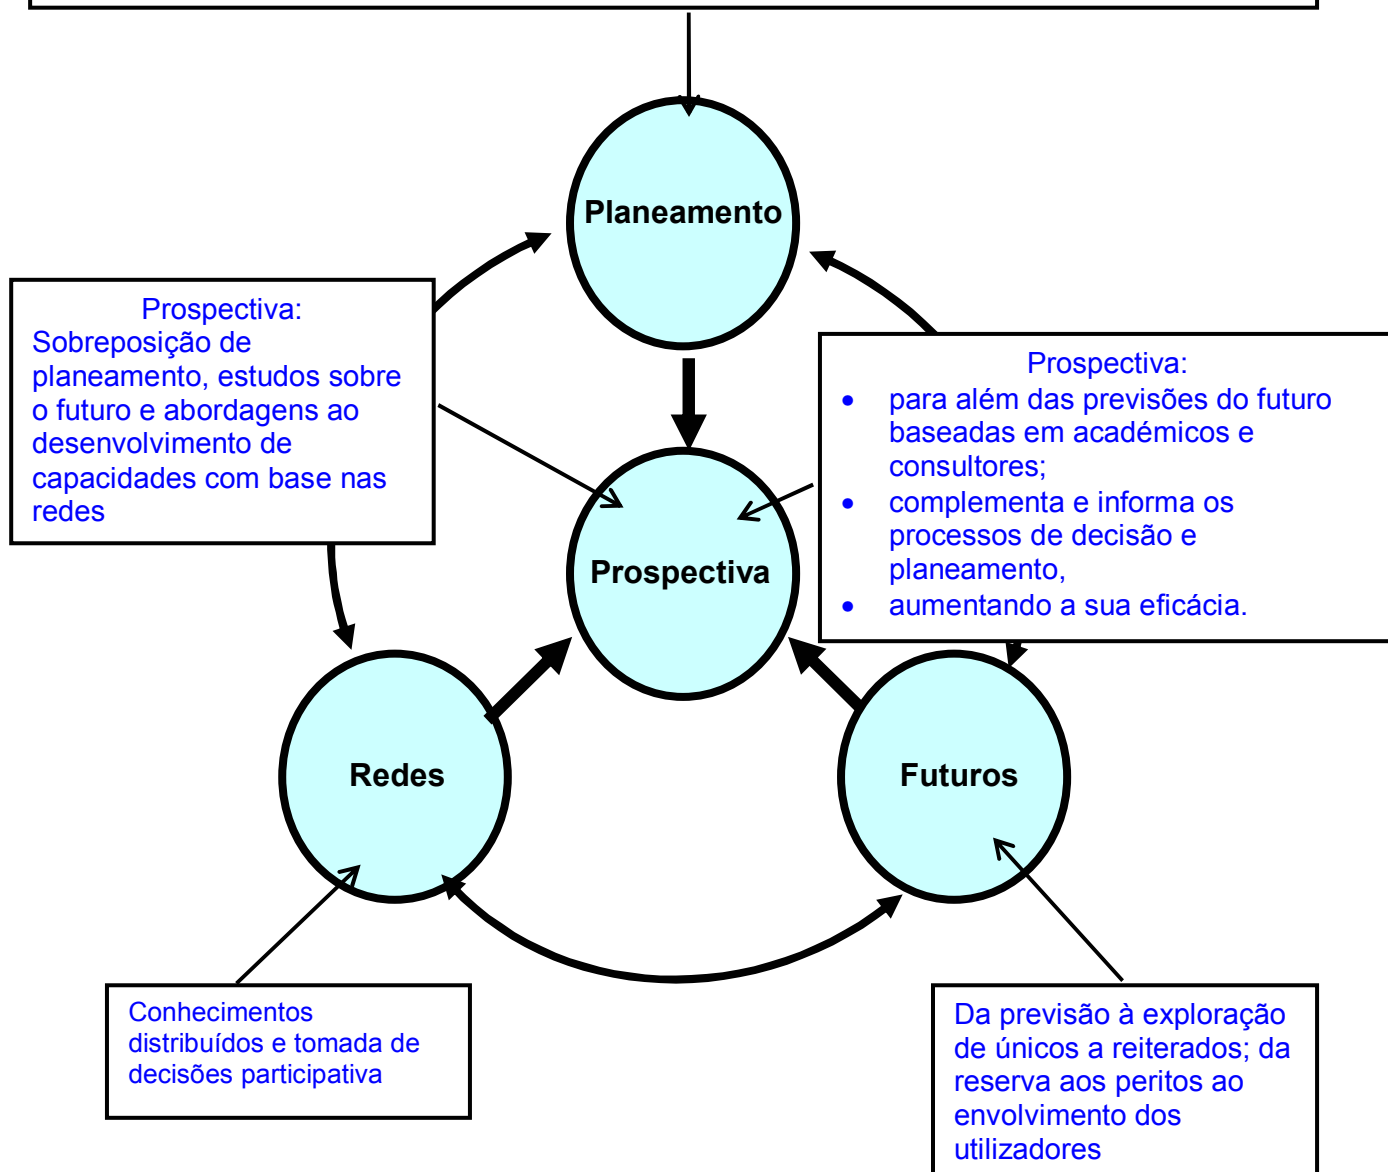 Planeamento
Prospectiva:
Sobreposição de
planeamento, estudos sobre
o futuro e abordagens ao
desenvolvimento de
capacidades com base nas
redes
Prospectiva:
• para além das previsões do futuro
baseadas em académicos e
consultores;
• complementa e informa os
processos de decisão e
planeamento,
• aumentando a sua eficácia.
Prospectiva
Redes
Futuros
Conhecimentos
distribuídos e tomada de
decisões participativa
Da previsão à exploração
de únicos a reiterados; da
reserva aos peritos ao
envolvimento dos
utilizadores